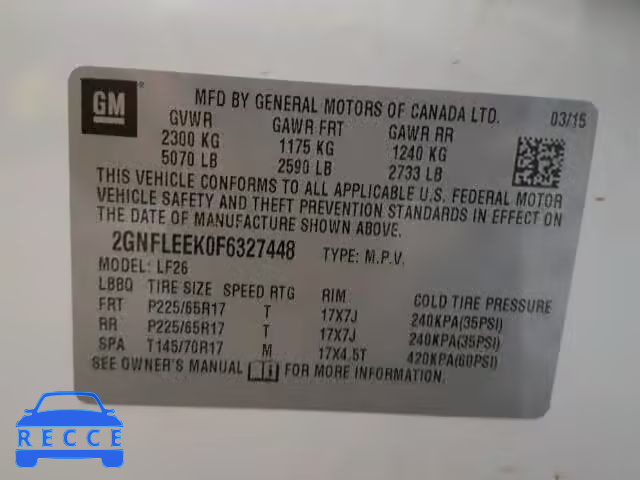 GM
MFD BY GENERAL MOTORS OF CANADA LTD. 03/15
GVWR GAWR FRT GAWR RR
2300 KG 1175 KG 1240 KG
5070 LB 2590 LB 2733 LB
THIS VEHICLE CONFORMS TO ALL APPLICABLE U.S. FEDERAL MOTOR
VEHICLE SAFETY AND THEFT PREVENTION STANDARDS IN EFFECT ON
THE DATE OF MANUFACTURE SHOWN ABOVE.
2GNFLEEK0F6327448 TYPE: M.P.V.
MODEL: LF26
LBBQ TIRE SIZE SPEED RTG RIM COLD TIRE PRESSURE
FRT P225/65R17 T 17X7J 240KPA(35PSI)
RR P225/65R17 T 17X7J 240KPA(35PSI)
SPA T145/70R17 M 17X4.5T 420KPA(60PSI)
SEE OWNER'S MANUAL FOR MORE INFORMATION.
RECENT CARS